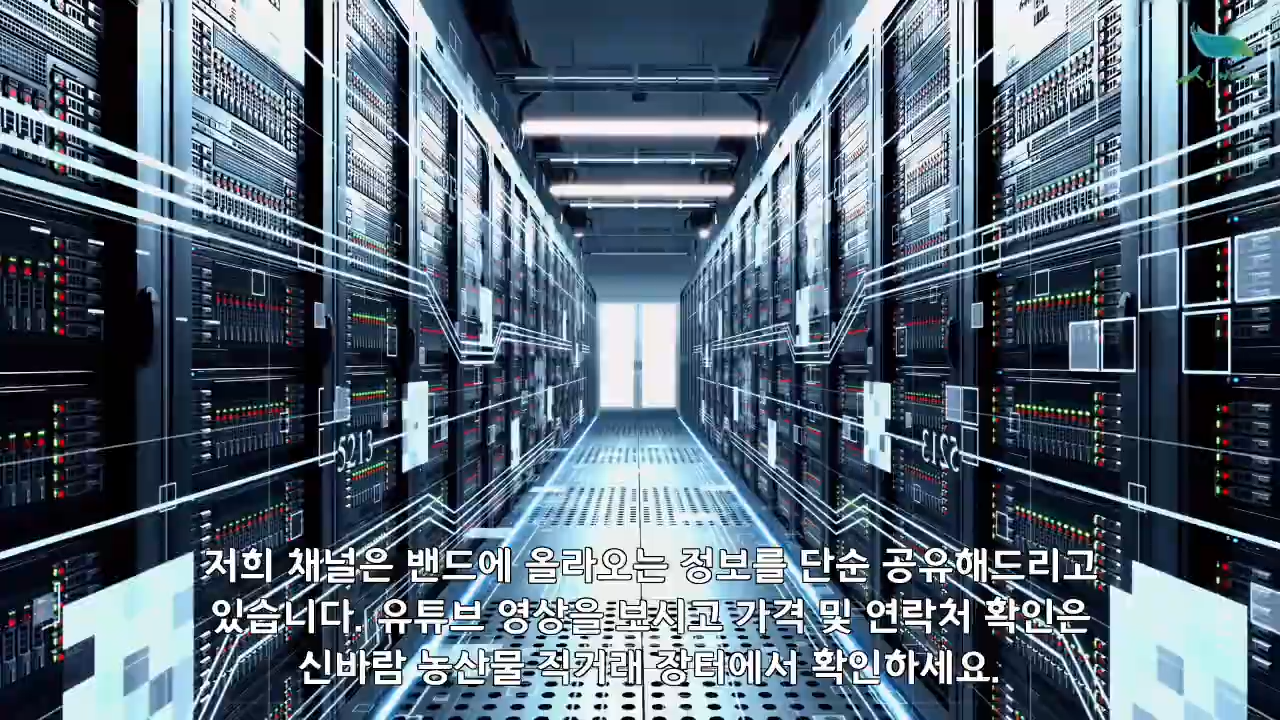 5213
저희 채널은 밴드에 올라오는 정보를 단순 공유해드리고
있습니다. 유튜브 영상을 보시고 가격 및 연락처 확인은
신바람 농산물 직거래 장터에서 확인하세요.